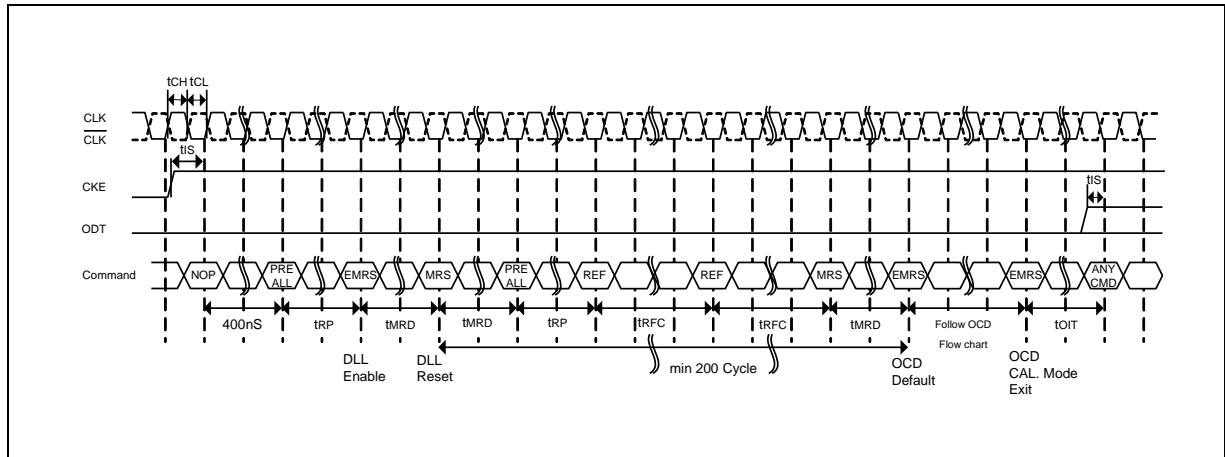 tCH tCL
CLK
CLK
tIS
CKE
tIS
ODT
Command
NOP
PRE ALL
EMRS
MRS
PRE ALL
REF
REF
MRS
EMRS
EMRS
ANY CMD
400nS
tRP
tMRD
tMRD
tRP
tRFC
tRFC
tMRD
Follow OCD
Flow chart
tOIT
DLL
Enable
DLL
Reset
min 200 Cycle
OCD
Default
OCD
CAL. Mode
Exit